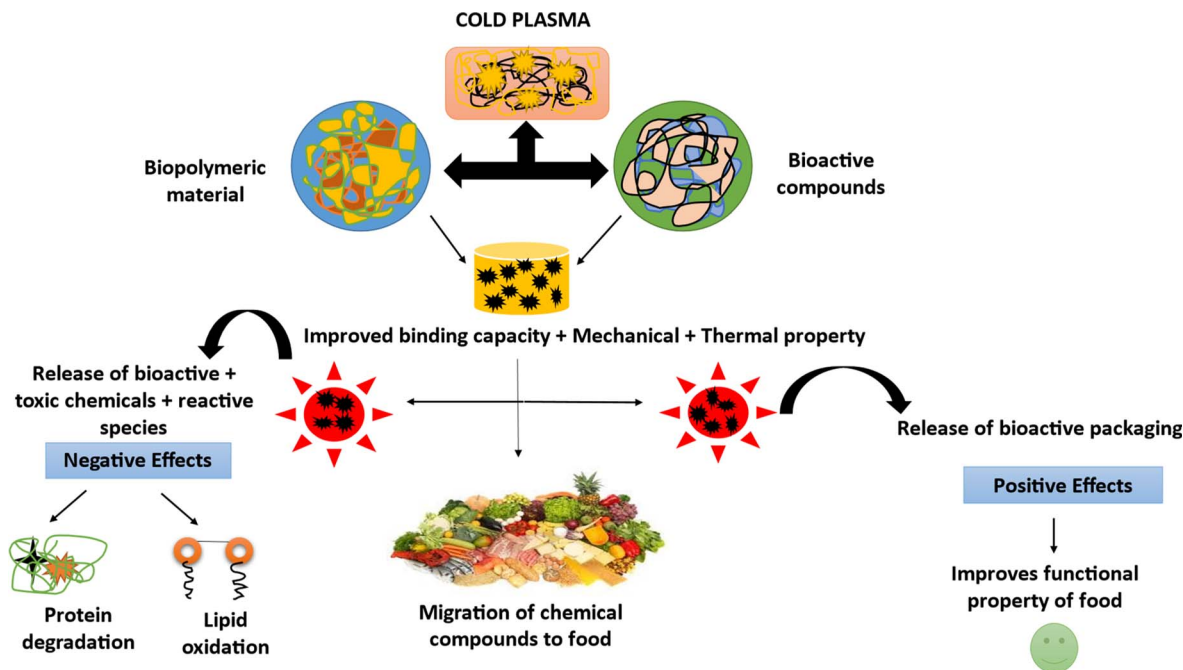 COLD PLASMA
Biopolymeric
material
Bioactive
compounds
Improved binding capacity + Mechanical + Thermal property
Release of bioactive +
toxic chemicals + reactive
species
Negative Effects
Release of bioactive packaging
Positive Effects
Protein
degradation
Lipid
oxidation
Migration of chemical
compounds to food
Improves functional
property of food